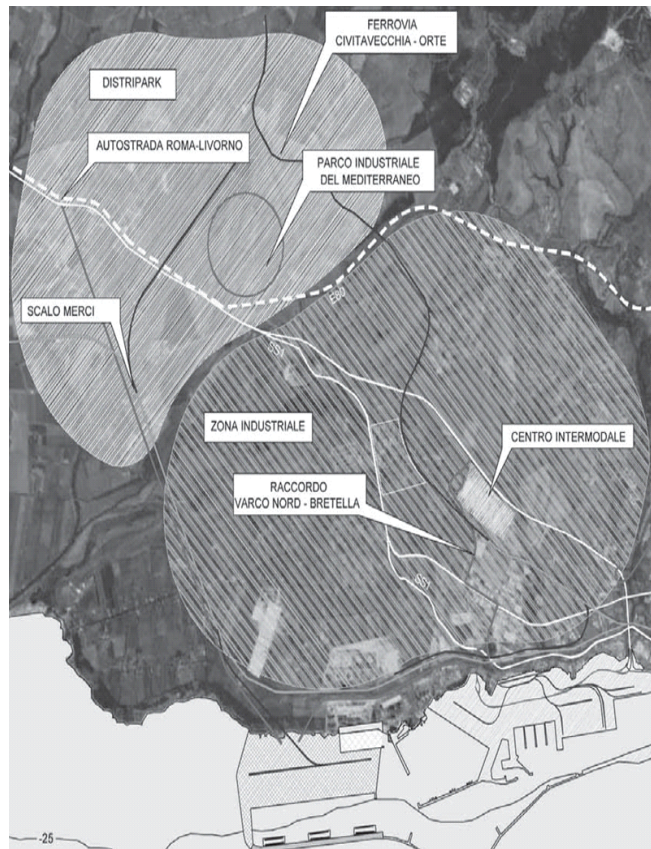 FERROVIA
CIVITAVECCHIA - ORTE
DISTRIPARK
AUTOSTRADA ROMA-LIVORNO
PARCO INDUSTRIALE
DEL MEDITERRANEO
E80
SCALO MERCI
SS1
ZONA INDUSTRIALE
CENTRO INTERMODALE
RACCORDO
VARCO NORD - BRETELLA
SS1
-25